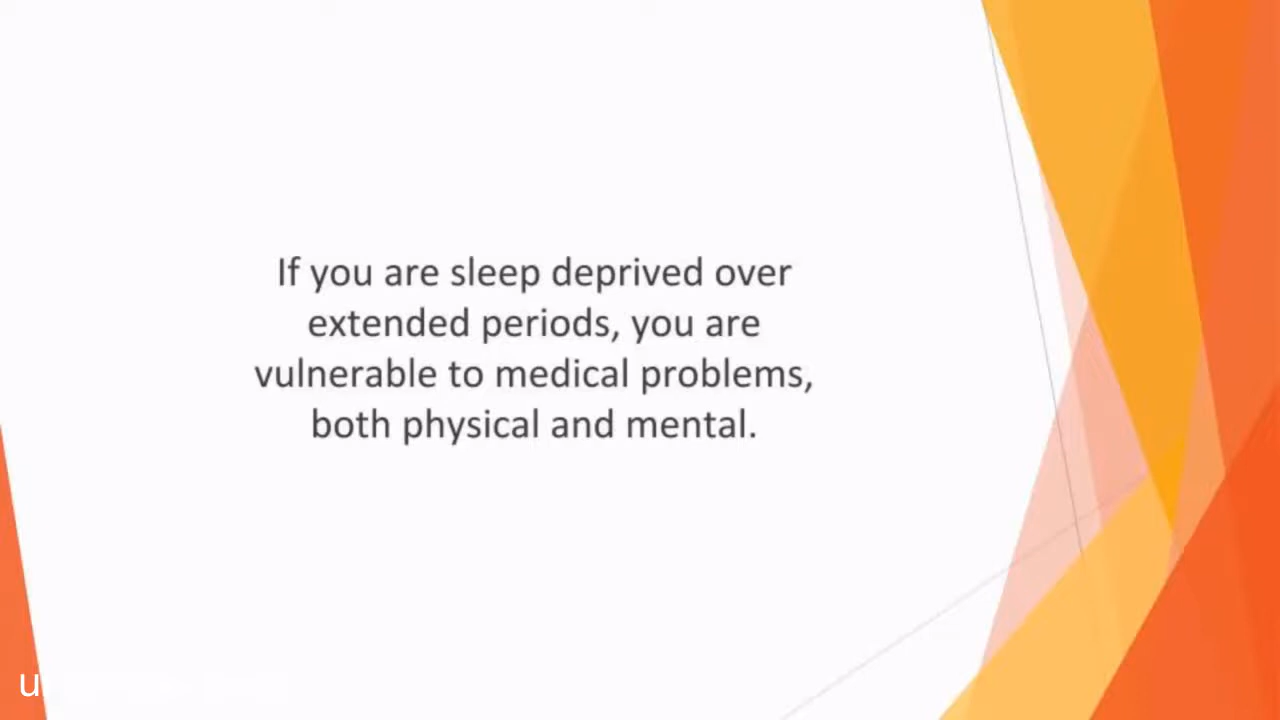 If you are sleep deprived over
extended periods, you are
vulnerable to medical problems,
both physical and mental.